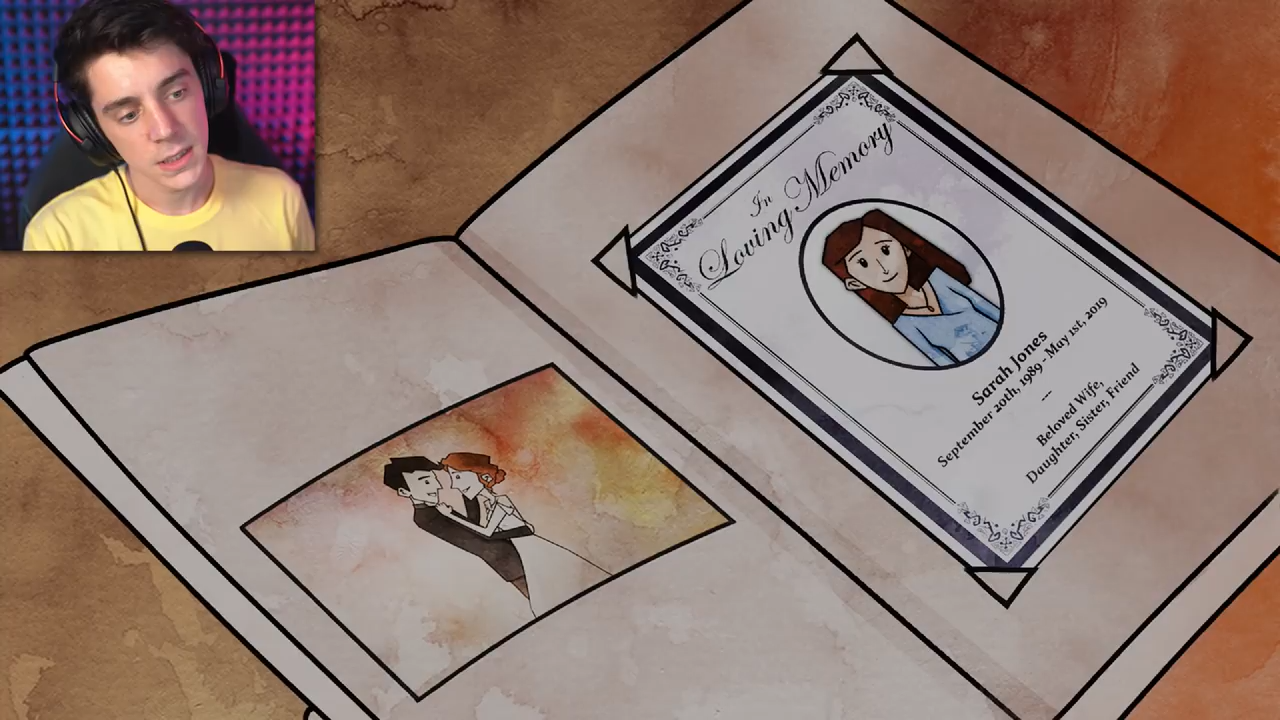 In
Loving Memory
Sarah Jones
September 20th, 1989 - May 1st, 2019
---
Beloved Wife,
Daughter, Sister, Friend